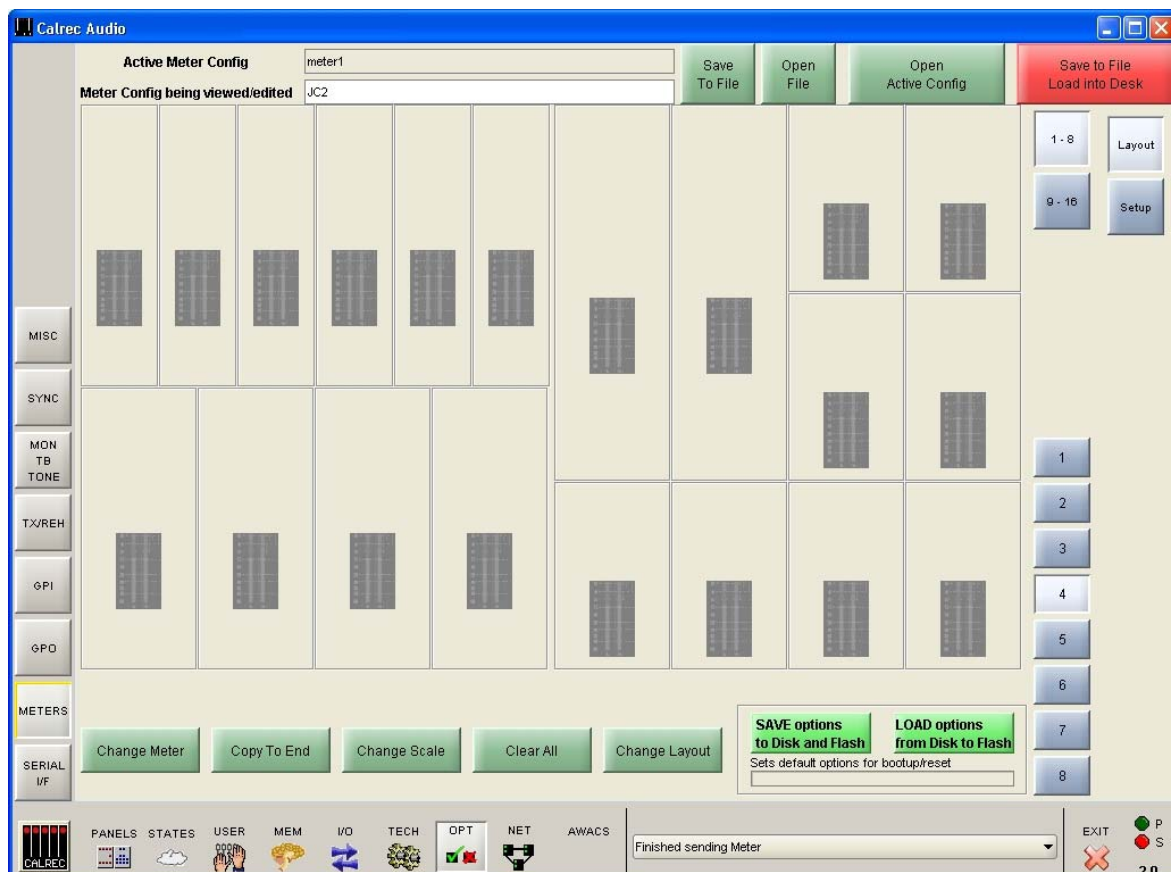 Calrec Audio
Active Meter Config
meter1
Meter Config being viewed/edited
JC2
Save
To File
Open
File
Open
Active Config
Save to File
Load into Desk
1 - 8
9 - 16
Layout
Setup
MISC
SYNC
MON
TB
TONE
TX/REH
GPI
GPO
METERS
SERIAL
I/F
1
2
3
4
5
6
7
8
Change Meter
Copy To End
Change Scale
Clear All
Change Layout
SAVE options
to Disk and Flash
LOAD options
from Disk to Flash
Sets default options for bootup/reset
CALREC
PANELS
STATES
USER
MEM
I/O
TECH
OPT
NET
AWACS
Finished sending Meter
EXIT
P
S